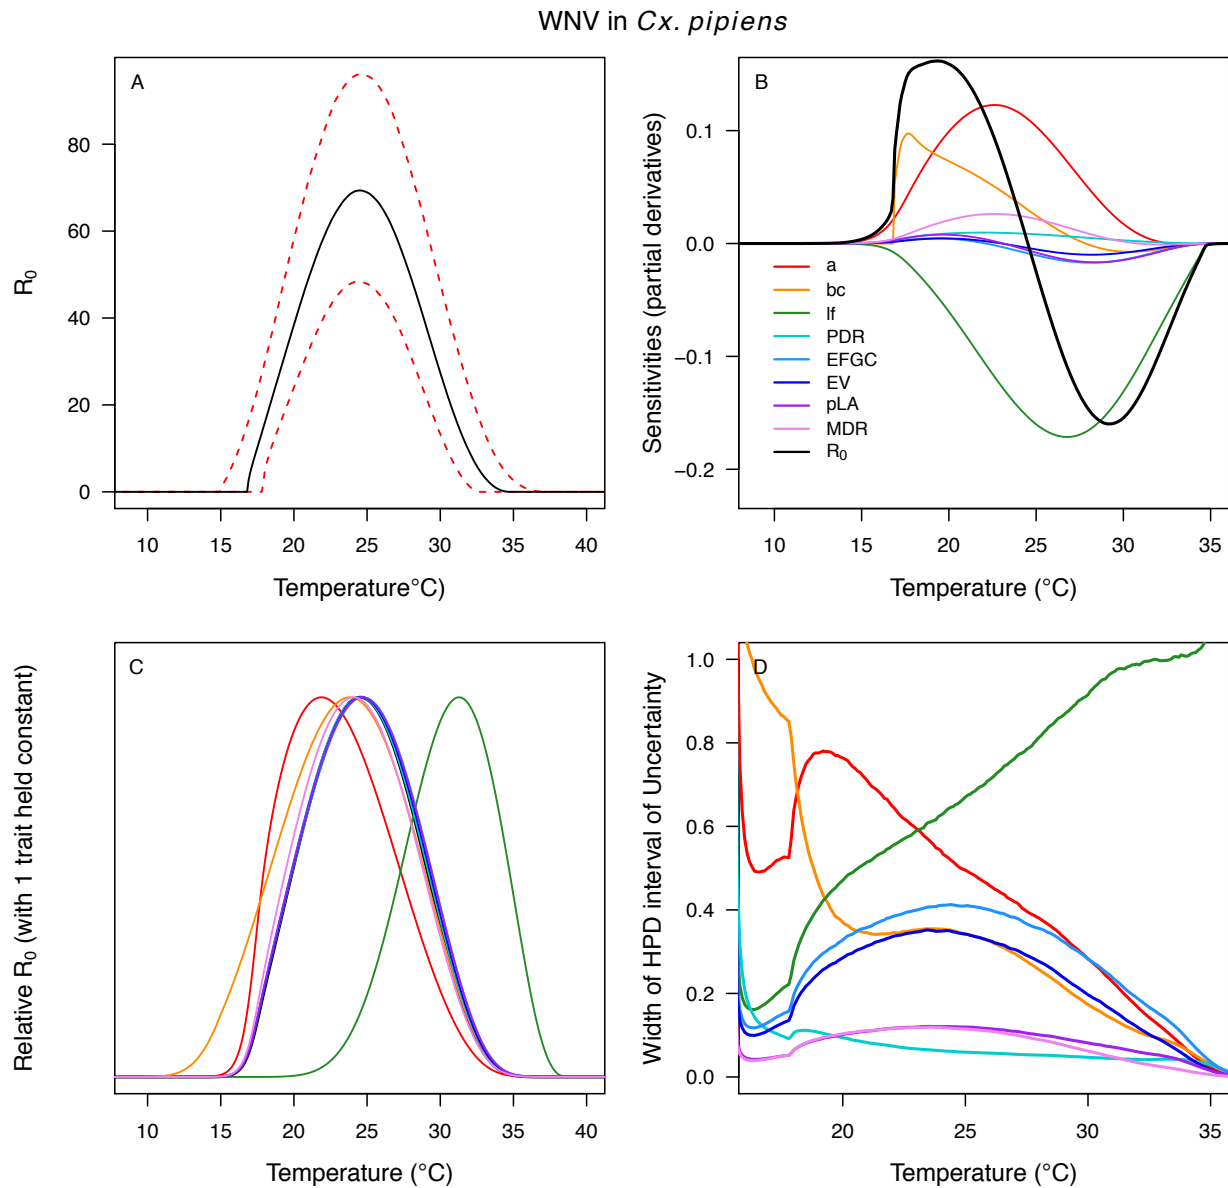 WNV in Cx. pipiens
A
R0
80
60
40
20
0
10 15 20 25 30 35 40
Temperature°C)
B
Sensitivities (partial derivatives)
0.1
0.0
−0.1
−0.2
a
bc
lf
PDR
EFGC
EV
pLA
MDR
R0
10 15 20 25 30 35
Temperature (°C)
C
Relative R0 (with 1 trait held constant)
10 15 20 25 30 35 40
Temperature (°C)
D
Width of HPD interval of Uncertainty
1.0
0.8
0.6
0.4
0.2
0.0
20 25 30 35
Temperature (°C)